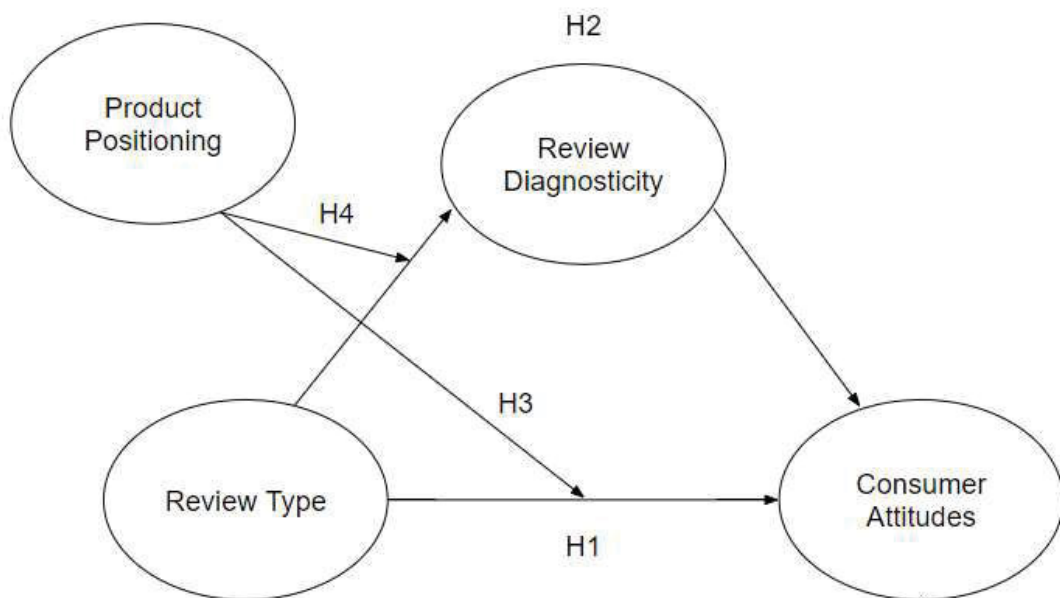 H2
Product
Positioning
Review
Diagnosticity
H4
H3
Review Type
Consumer
Attitudes
H1